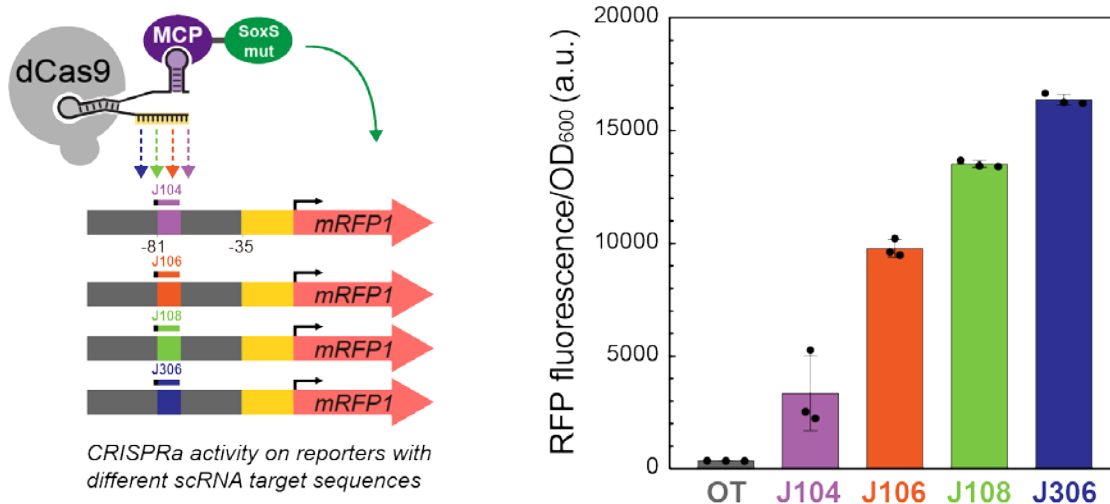 MCP
SoxS
mut
dCas9
J104
mRFP1
-81
-35
J106
mRFP1
J108
mRFP1
J306
mRFP1
CRISPRa activity on reporters with
different scRNA target sequences
RFP fluorescence/OD600 (a.u.)
20000
15000
10000
5000
0
OT J104 J106 J108 J306